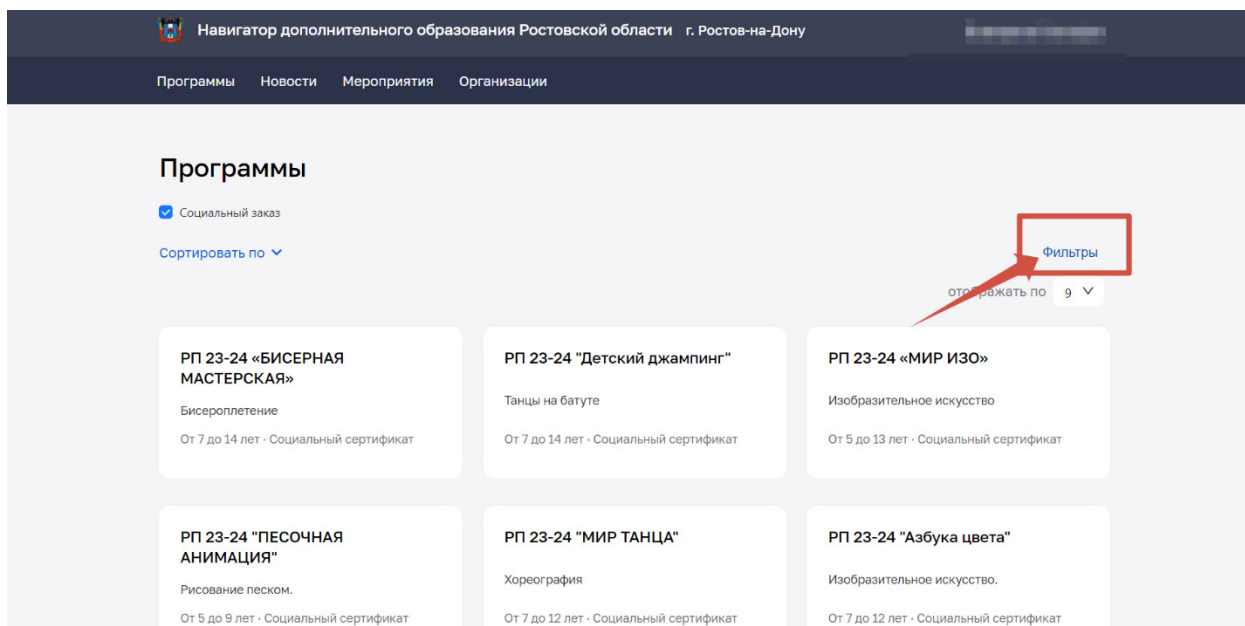 Навигатор дополнительного образования Ростовской области г. Ростов-на-Дону
Программы Новости Мероприятия Организации
Программы
Социальный заказ
Сортировать по
Фильтры
отображать по 9
РП 23-24 «БИСЕРНАЯ
МАСТЕРСКАЯ»
Бисероплетение
От 7 до 14 лет · Социальный сертификат
РП 23-24 "Детский джампинг"
Танцы на батуте
От 7 до 14 лет · Социальный сертификат
РП 23-24 «МИР ИЗО»
Изобразительное искусство
От 5 до 13 лет · Социальный сертификат
РП 23-24 "ПЕСОЧНАЯ
АНИМАЦИЯ"
Рисование песком.
От 5 до 9 лет · Социальный сертификат
РП 23-24 "МИР ТАНЦА"
Хореография
От 7 до 12 лет · Социальный сертификат
РП 23-24 "Азбука цвета"
Изобразительное искусство.
От 7 до 12 лет · Социальный сертификат